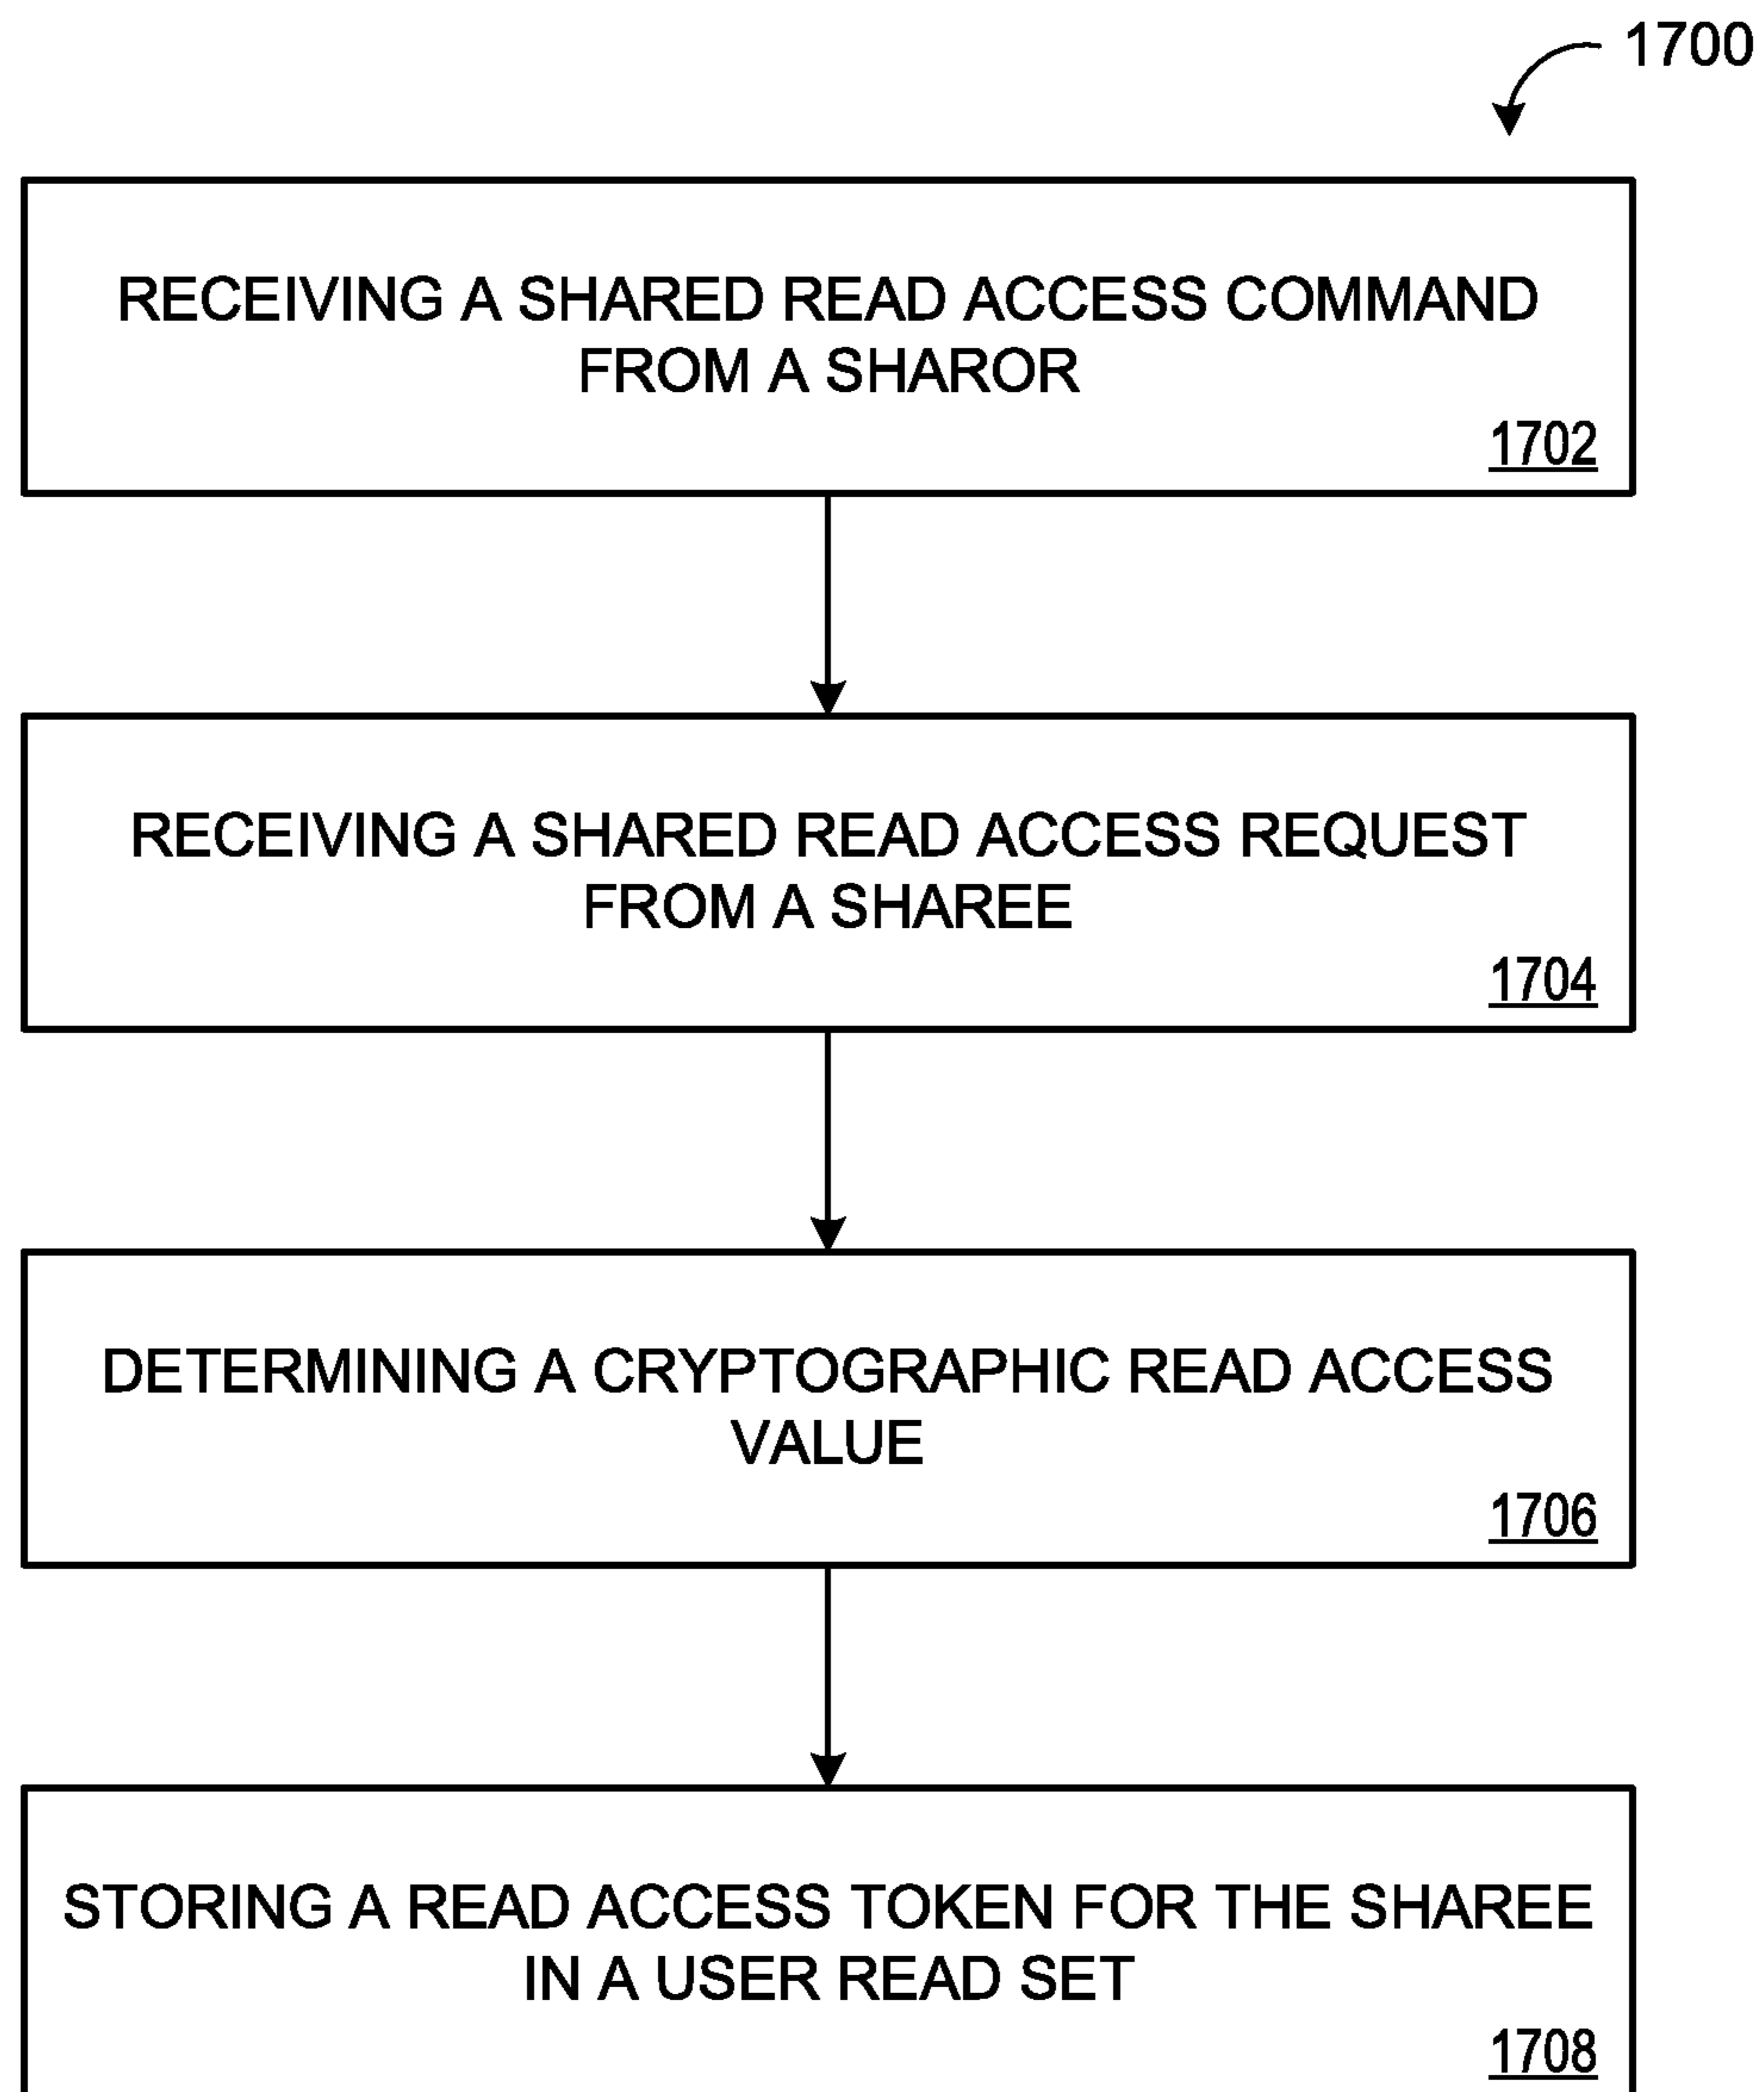 1700
RECEIVING A SHARED READ ACCESS COMMAND
FROM A SHAROR
1702
RECEIVING A SHARED READ ACCESS REQUEST
FROM A SHAREE
1704
DETERMINING A CRYPTOGRAPHIC READ ACCESS
VALUE
1706
STORING A READ ACCESS TOKEN FOR THE SHAREE
IN A USER READ SET
1708